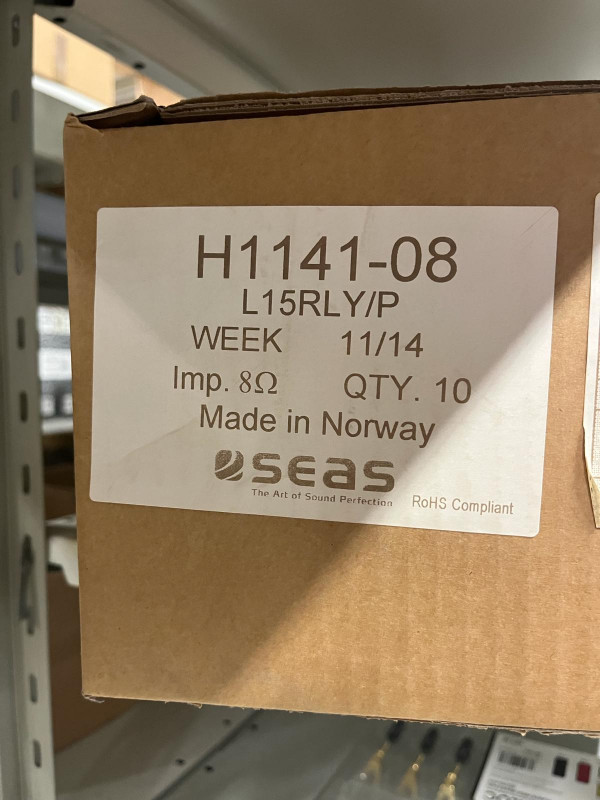 H1141-08
L15RLY/P
WEEK 11/14
Imp. 8Ω QTY. 10
Made in Norway
seas
The Art of Sound Perfection RoHS Compliant